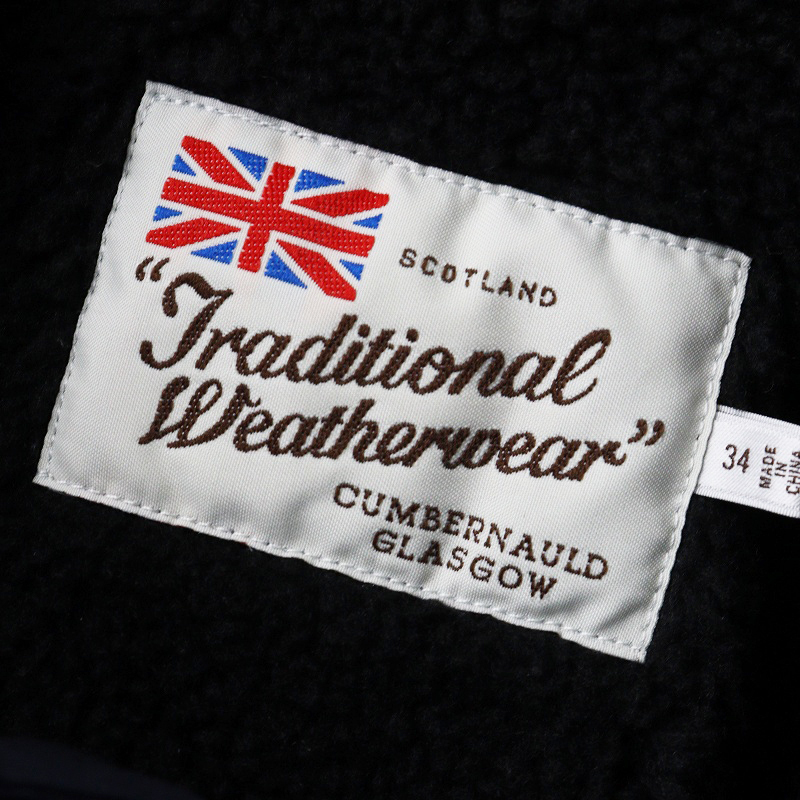 SCOTLAND
“Traditional
Weatherwear”
CUMBERNAULD
GLASGOW
34
MADE
IN
CHINA